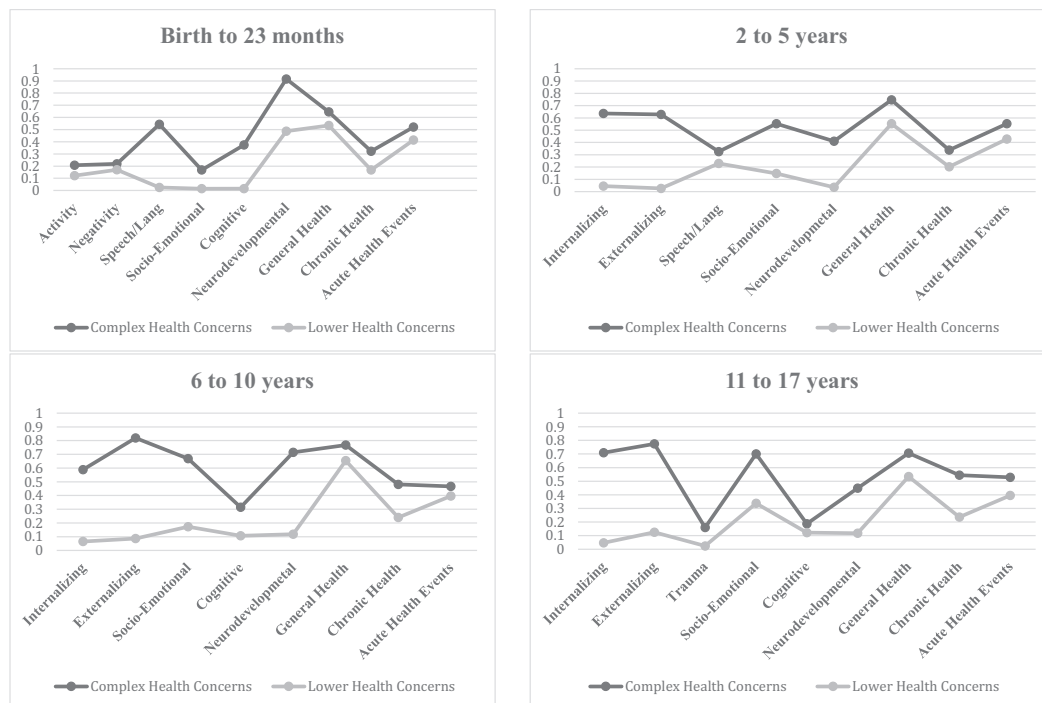 Birth to 23 months
1
0.9
0.8
0.7
0.6
0.5
0.4
0.3
0.2
0.1
0
Activity
Negativity
Speech/Lang
Socio-Emotional
Cognitive
Neurodevelopmental
General Health
Chronic Health
Acute Health Events
Complex Health Concerns
Lower Health Concerns
2 to 5 years
1
0.9
0.8
0.7
0.6
0.5
0.4
0.3
0.2
0.1
0
Internalizing
Externalizing
Speech/Lang
Socio-Emotional
Neurodevelopmetal
General Health
Chronic Health
Acute Health Events
Complex Health Concerns
Lower Health Concerns
6 to 10 years
1
0.9
0.8
0.7
0.6
0.5
0.4
0.3
0.2
0.1
0
Internalizing
Externalizing
Socio-Emotional
Cognitive
Neurodevelopmetal
General Health
Chronic Health
Acute Health Events
Complex Health Concerns
Lower Health Concerns
11 to 17 years
1
0.9
0.8
0.7
0.6
0.5
0.4
0.3
0.2
0.1
0
Internalizing
Externalizing
Trauma
Socio-Emotional
Cognitive
Neurodevelopmental
General Health
Chronic Health
Acute Health Events
Complex Health Concerns
Lower Health Concerns